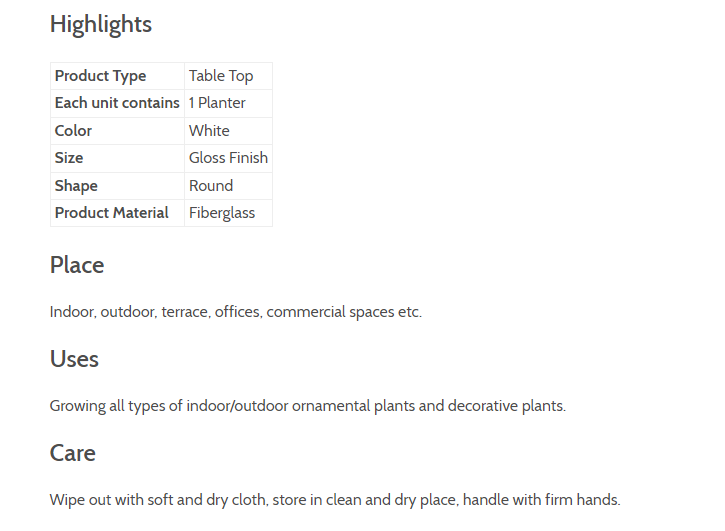 Highlights
Product Type Table Top
Each unit contains 1 Planter
Color White
Size Gloss Finish
Shape Round
Product Material Fiberglass
Place
Indoor, outdoor, terrace, offices, commercial spaces etc.
Uses
Growing all types of indoor/outdoor ornamental plants and decorative plants.
Care
Wipe out with soft and dry cloth, store in clean and dry place, handle with firm hands.